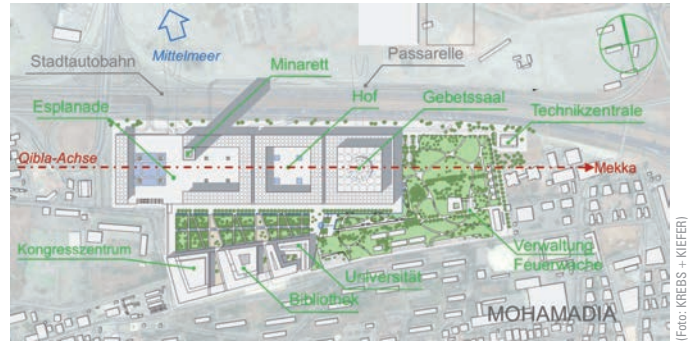 Mittelmeer
Stadtautobahn
Minarett
Passarelle
Esplanade
Hof
Gebetssaal
Technikzentrale
Qibla-Achse
Mekka
Kongresszentrum
Bibliothek
Universität
Verwaltung
Feuerwache
MOHAMADIA
(Foto: KREBS + KIEFER)